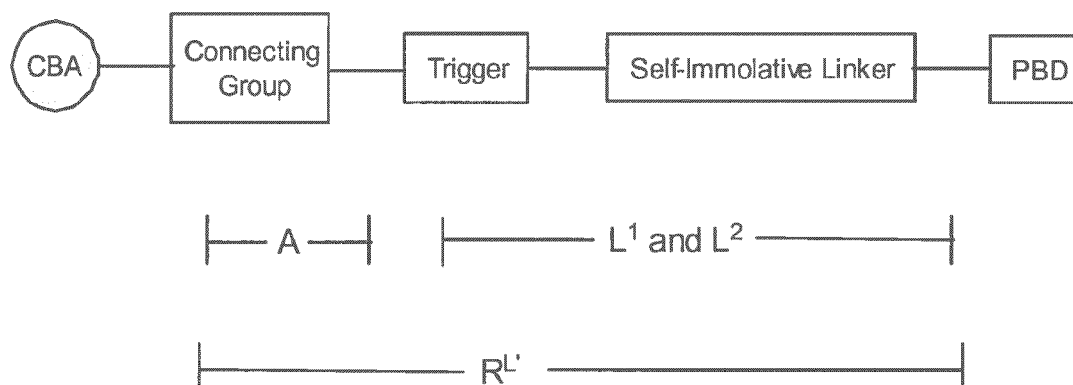 CBA
Connecting
Group
Trigger
Self-Immolative Linker
PBD
A
L¹ and L²
Rᴸ'